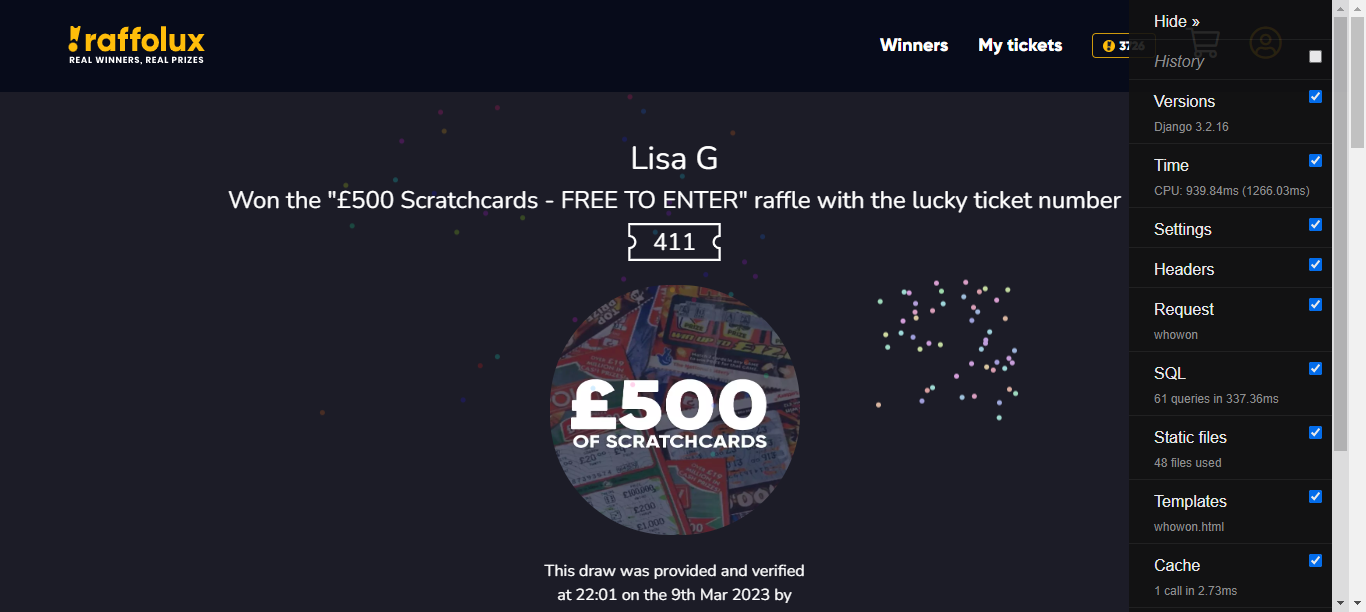 raffolux
REAL WINNERS, REAL PRIZES
Winners
My tickets
3726
Lisa G
Won the "£500 Scratchcards - FREE TO ENTER" raffle with the lucky ticket number
411
£500
OF SCRATCHCARDS
This draw was provided and verified
at 22:01 on the 9th Mar 2023 by
Hide »
History
Versions
Django 3.2.16
Time
CPU: 939.84ms (1266.03ms)
Settings
Headers
Request
whowon
SQL
61 queries in 337.36ms
Static files
48 files used
Templates
whowon.html
Cache
1 call in 2.73ms